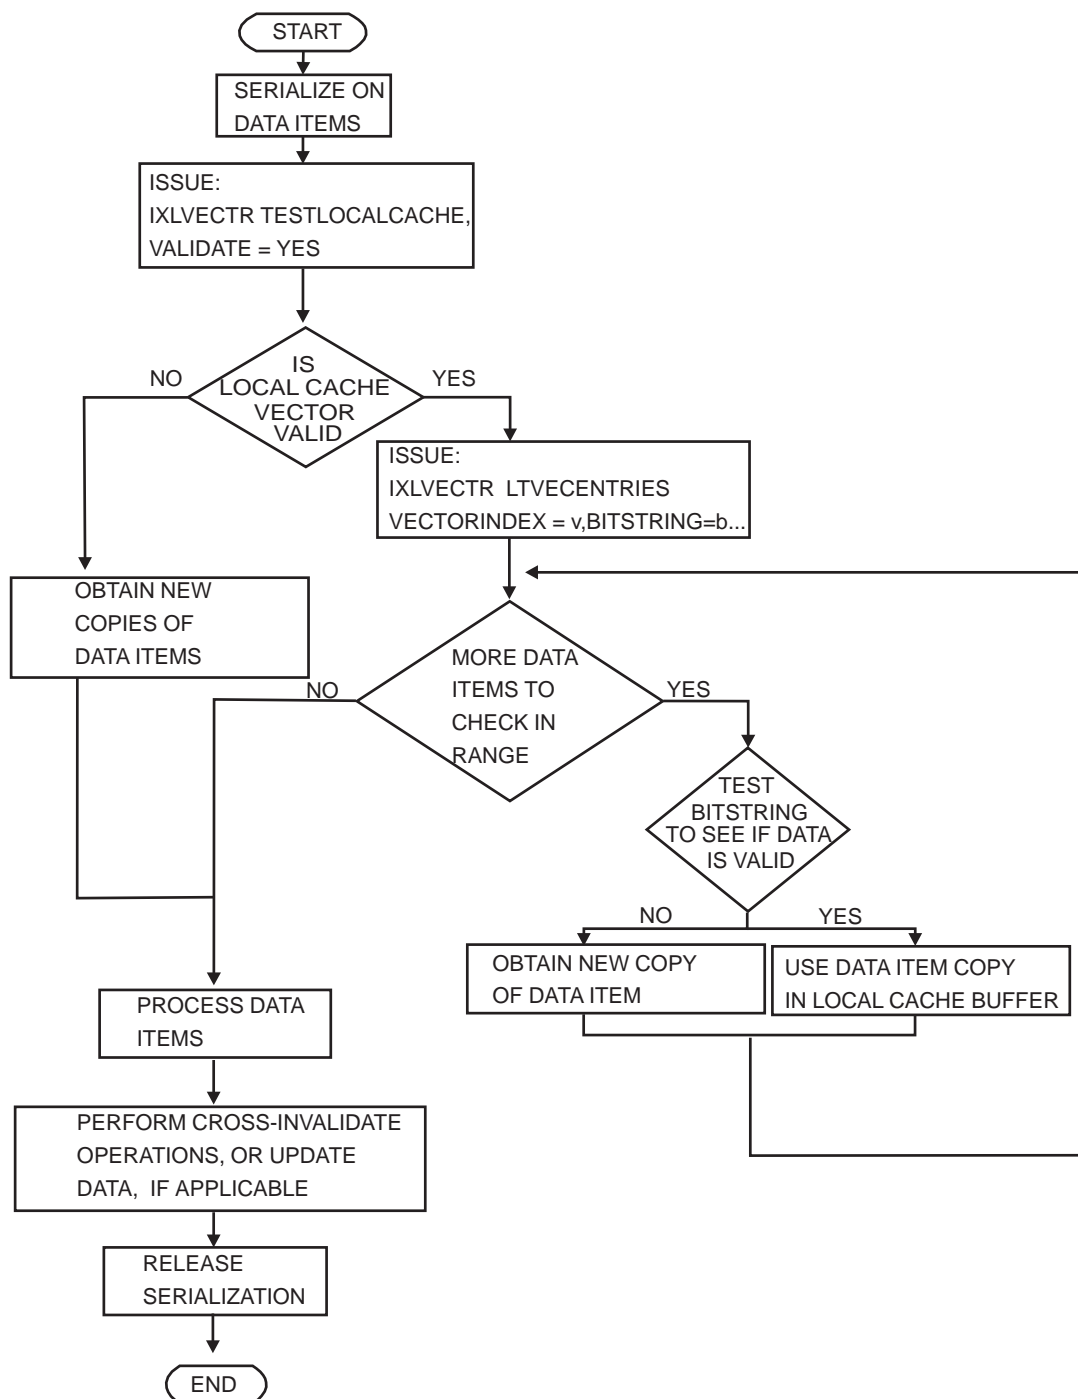 START
SERIALIZE ON
DATA ITEMS
ISSUE:
IXLVECTR TESTLOCALCACHE,
VALIDATE = YES
IS
LOCAL CACHE
VECTOR
VALID
NO
YES
ISSUE:
IXLVECTR LTVECENTRIES
VECTORINDEX = v,BITSTRING=b...
OBTAIN NEW
COPIES OF
DATA ITEMS
MORE DATA
ITEMS TO
CHECK IN
RANGE
NO
YES
TEST
BITSTRING
TO SEE IF DATA
IS VALID
NO
YES
OBTAIN NEW COPY
OF DATA ITEM
USE DATA ITEM COPY
IN LOCAL CACHE BUFFER
PROCESS DATA
ITEMS
PERFORM CROSS-INVALIDATE
OPERATIONS, OR UPDATE
DATA, IF APPLICABLE
RELEASE
SERIALIZATION
END